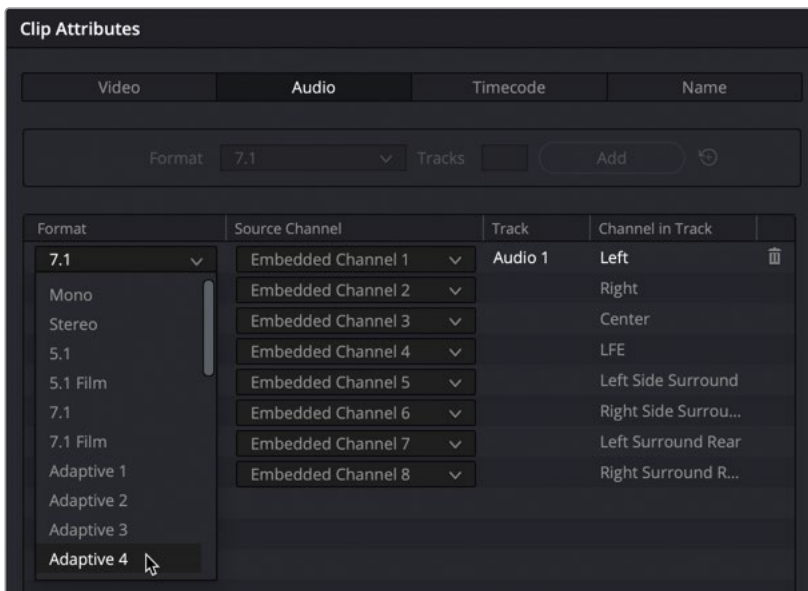 Clip Attributes
Video Audio Timecode Name
Format 7.1 Tracks Add
Format Source Channel Track Channel in Track
7.1 Embedded Channel 1 Audio 1 Left
Mono Embedded Channel 2 Right
Stereo Embedded Channel 3 Center
5.1 Embedded Channel 4 LFE
5.1 Film Embedded Channel 5 Left Side Surround
7.1 Embedded Channel 6 Right Side Surrou...
7.1 Film Embedded Channel 7 Left Surround Rear
Adaptive 1 Embedded Channel 8 Right Surround R...
Adaptive 2
Adaptive 3
Adaptive 4